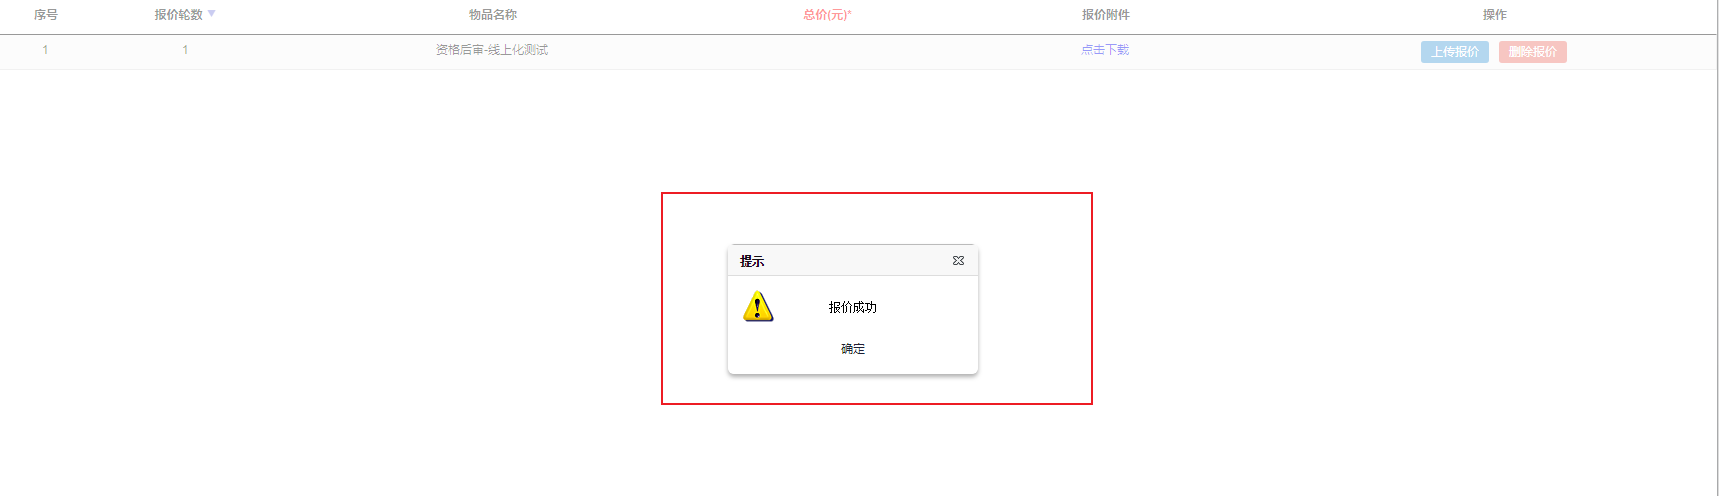 序号 报价轮数 物品名称 总价(元)* 报价附件 操作
1 1 资格后审-线上化测试 点击下载 上传报价 删除报价
提示
报价成功
确定